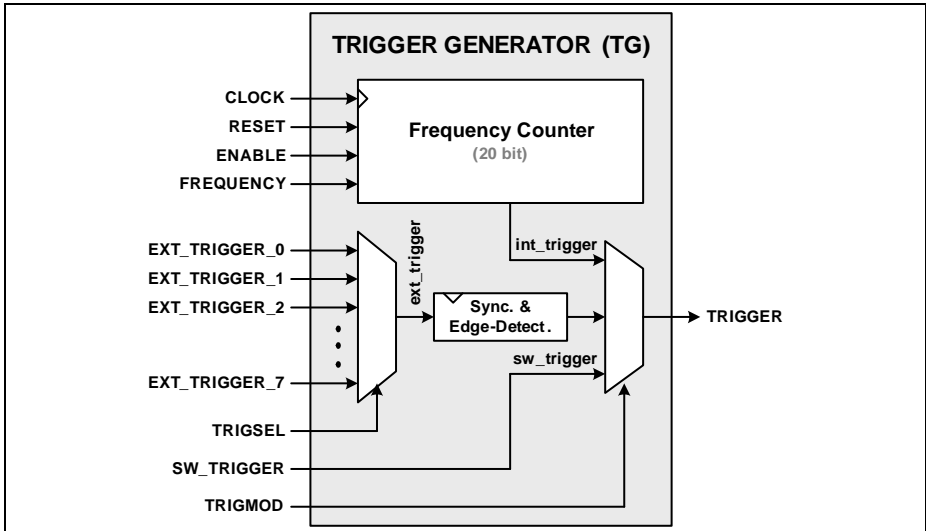 TRIGGER GENERATOR (TG)
CLOCK
RESET
ENABLE
FREQUENCY
Frequency Counter
(20 bit)
EXT_TRIGGER_0
EXT_TRIGGER_1
EXT_TRIGGER_2
EXT_TRIGGER_7
ext_trigger
int_trigger
Sync. &
Edge-Detect.
sw_trigger
TRIGGER
TRIGSEL
SW_TRIGGER
TRIGMOD